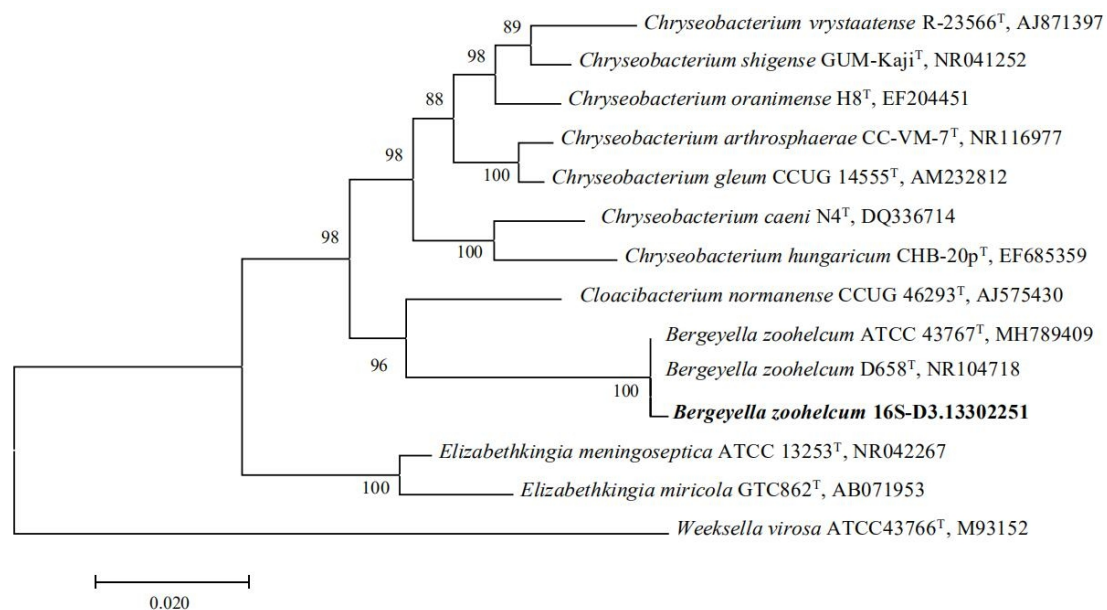 89
Chryseobacterium vrystaatense R-23566ᵀ, AJ871397
98
Chryseobacterium shigense GUM-Kajiᵀ, NR041252
88
Chryseobacterium oranimense H8ᵀ, EF204451
98
Chryseobacterium arthrosphaerae CC-VM-7ᵀ, NR116977
100
Chryseobacterium gleum CCUG 14555ᵀ, AM232812
98
Chryseobacterium caeni N4ᵀ, DQ336714
100
Chryseobacterium hungaricum CHB-20pᵀ, EF685359
Cloacibacterium normanense CCUG 46293ᵀ, AJ575430
96
Bergeyella zoohelcum ATCC 43767ᵀ, MH789409
Bergeyella zoohelcum D658ᵀ, NR104718
100
Bergeyella zoohelcum 16S-D3.13302251
Elizabethkingia meningoseptica ATCC 13253ᵀ, NR042267
100
Elizabethkingia miricola GTC862ᵀ, AB071953
Weeksella virosa ATCC43766ᵀ, M93152
0.020